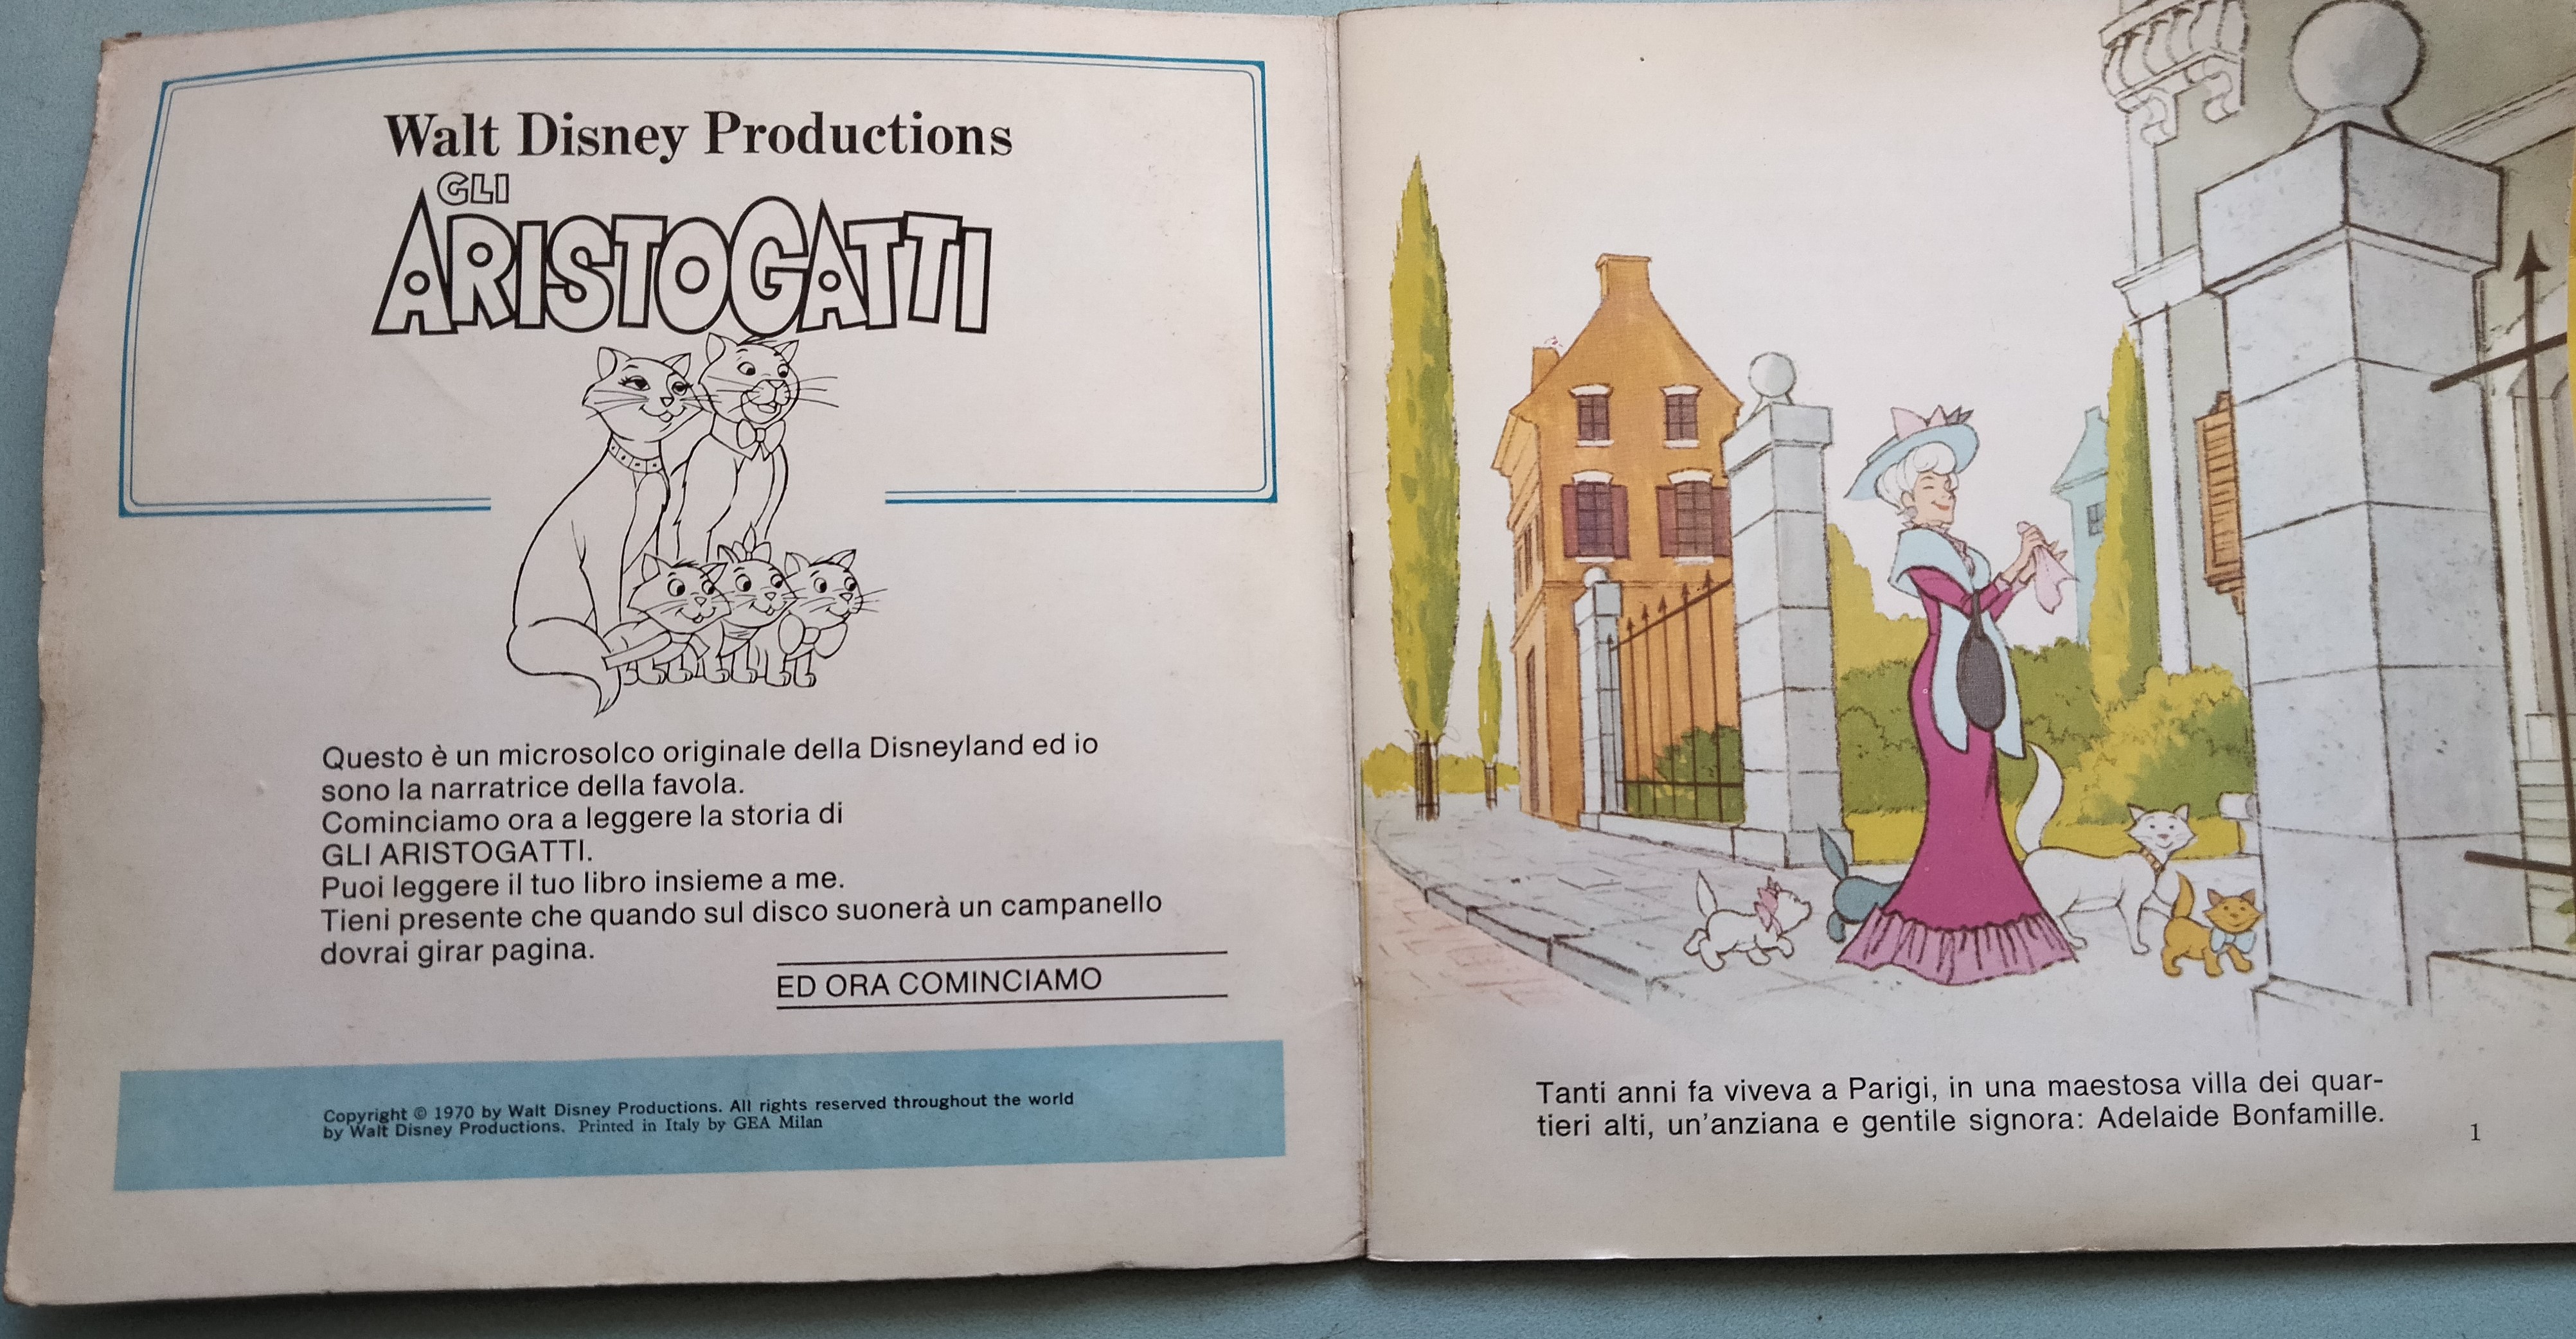 Walt Disney Productions
GLI
ARISTOGATTI
Questo è un microsolco originale della Disneyland ed io
sono la narratrice della favola.
Cominciamo ora a leggere la storia di
GLI ARISTOGATTI.
Puoi leggere il tuo libro insieme a me.
Tieni presente che quando sul disco suonerà un campanello
dovrai girar pagina.
ED ORA COMINCIAMO
Copyright © 1970 by Walt Disney Productions. All rights reserved throughout the world
by Walt Disney Productions. Printed in Italy by GEA Milan
Tanti anni fa viveva a Parigi, in una maestosa villa dei quar-
tieri alti, un'anziana e gentile signora: Adelaide Bonfamille.
1